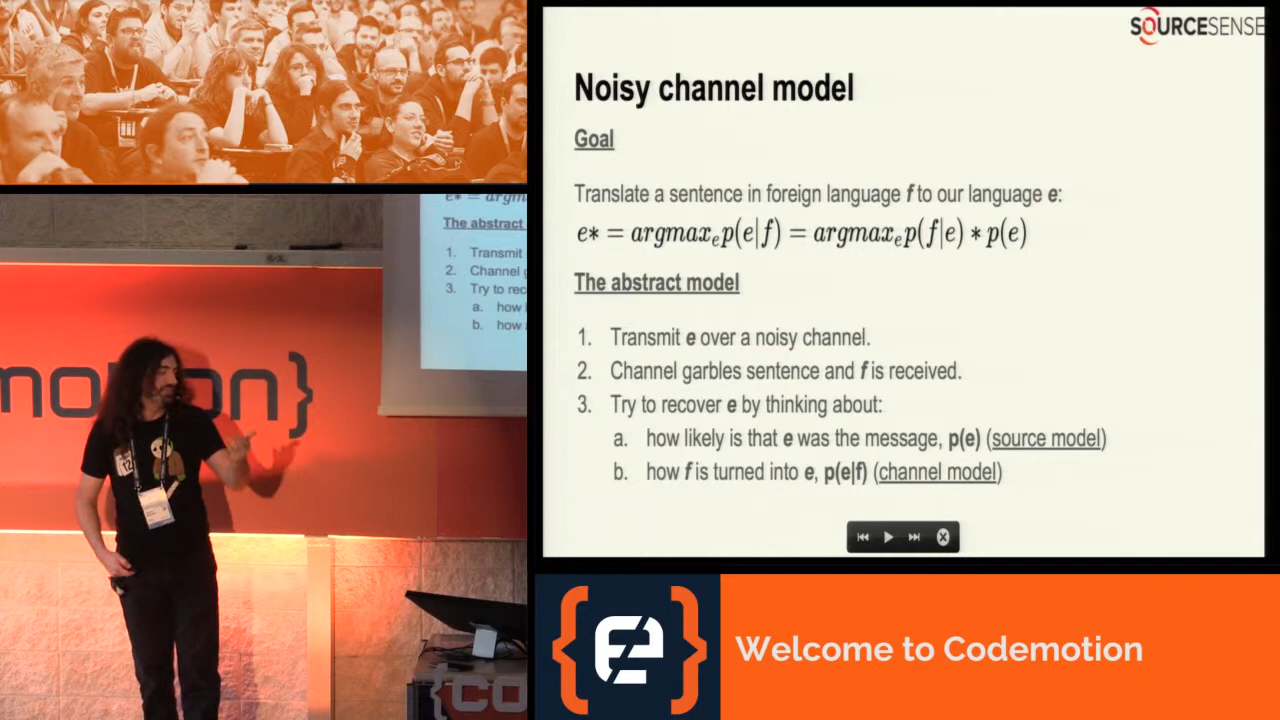 SOURCESENSE
Noisy channel model
Goal
Translate a sentence in foreign language f to our language e:
e* = argmaxₑp(e|f) = argmaxₑp(f|e) * p(e)
The abstract model
1. Transmit e over a noisy channel.
2. Channel garbles sentence and f is received.
3. Try to recover e by thinking about:
a. how likely is that e was the message, p(e) (source model)
b. how f is turned into e, p(e|f) (channel model)
The abstract
1. Transmit
2. Channel
3. Try to rec
a. how
b. how
motion}
12
{CO
Welcome to Codemotion